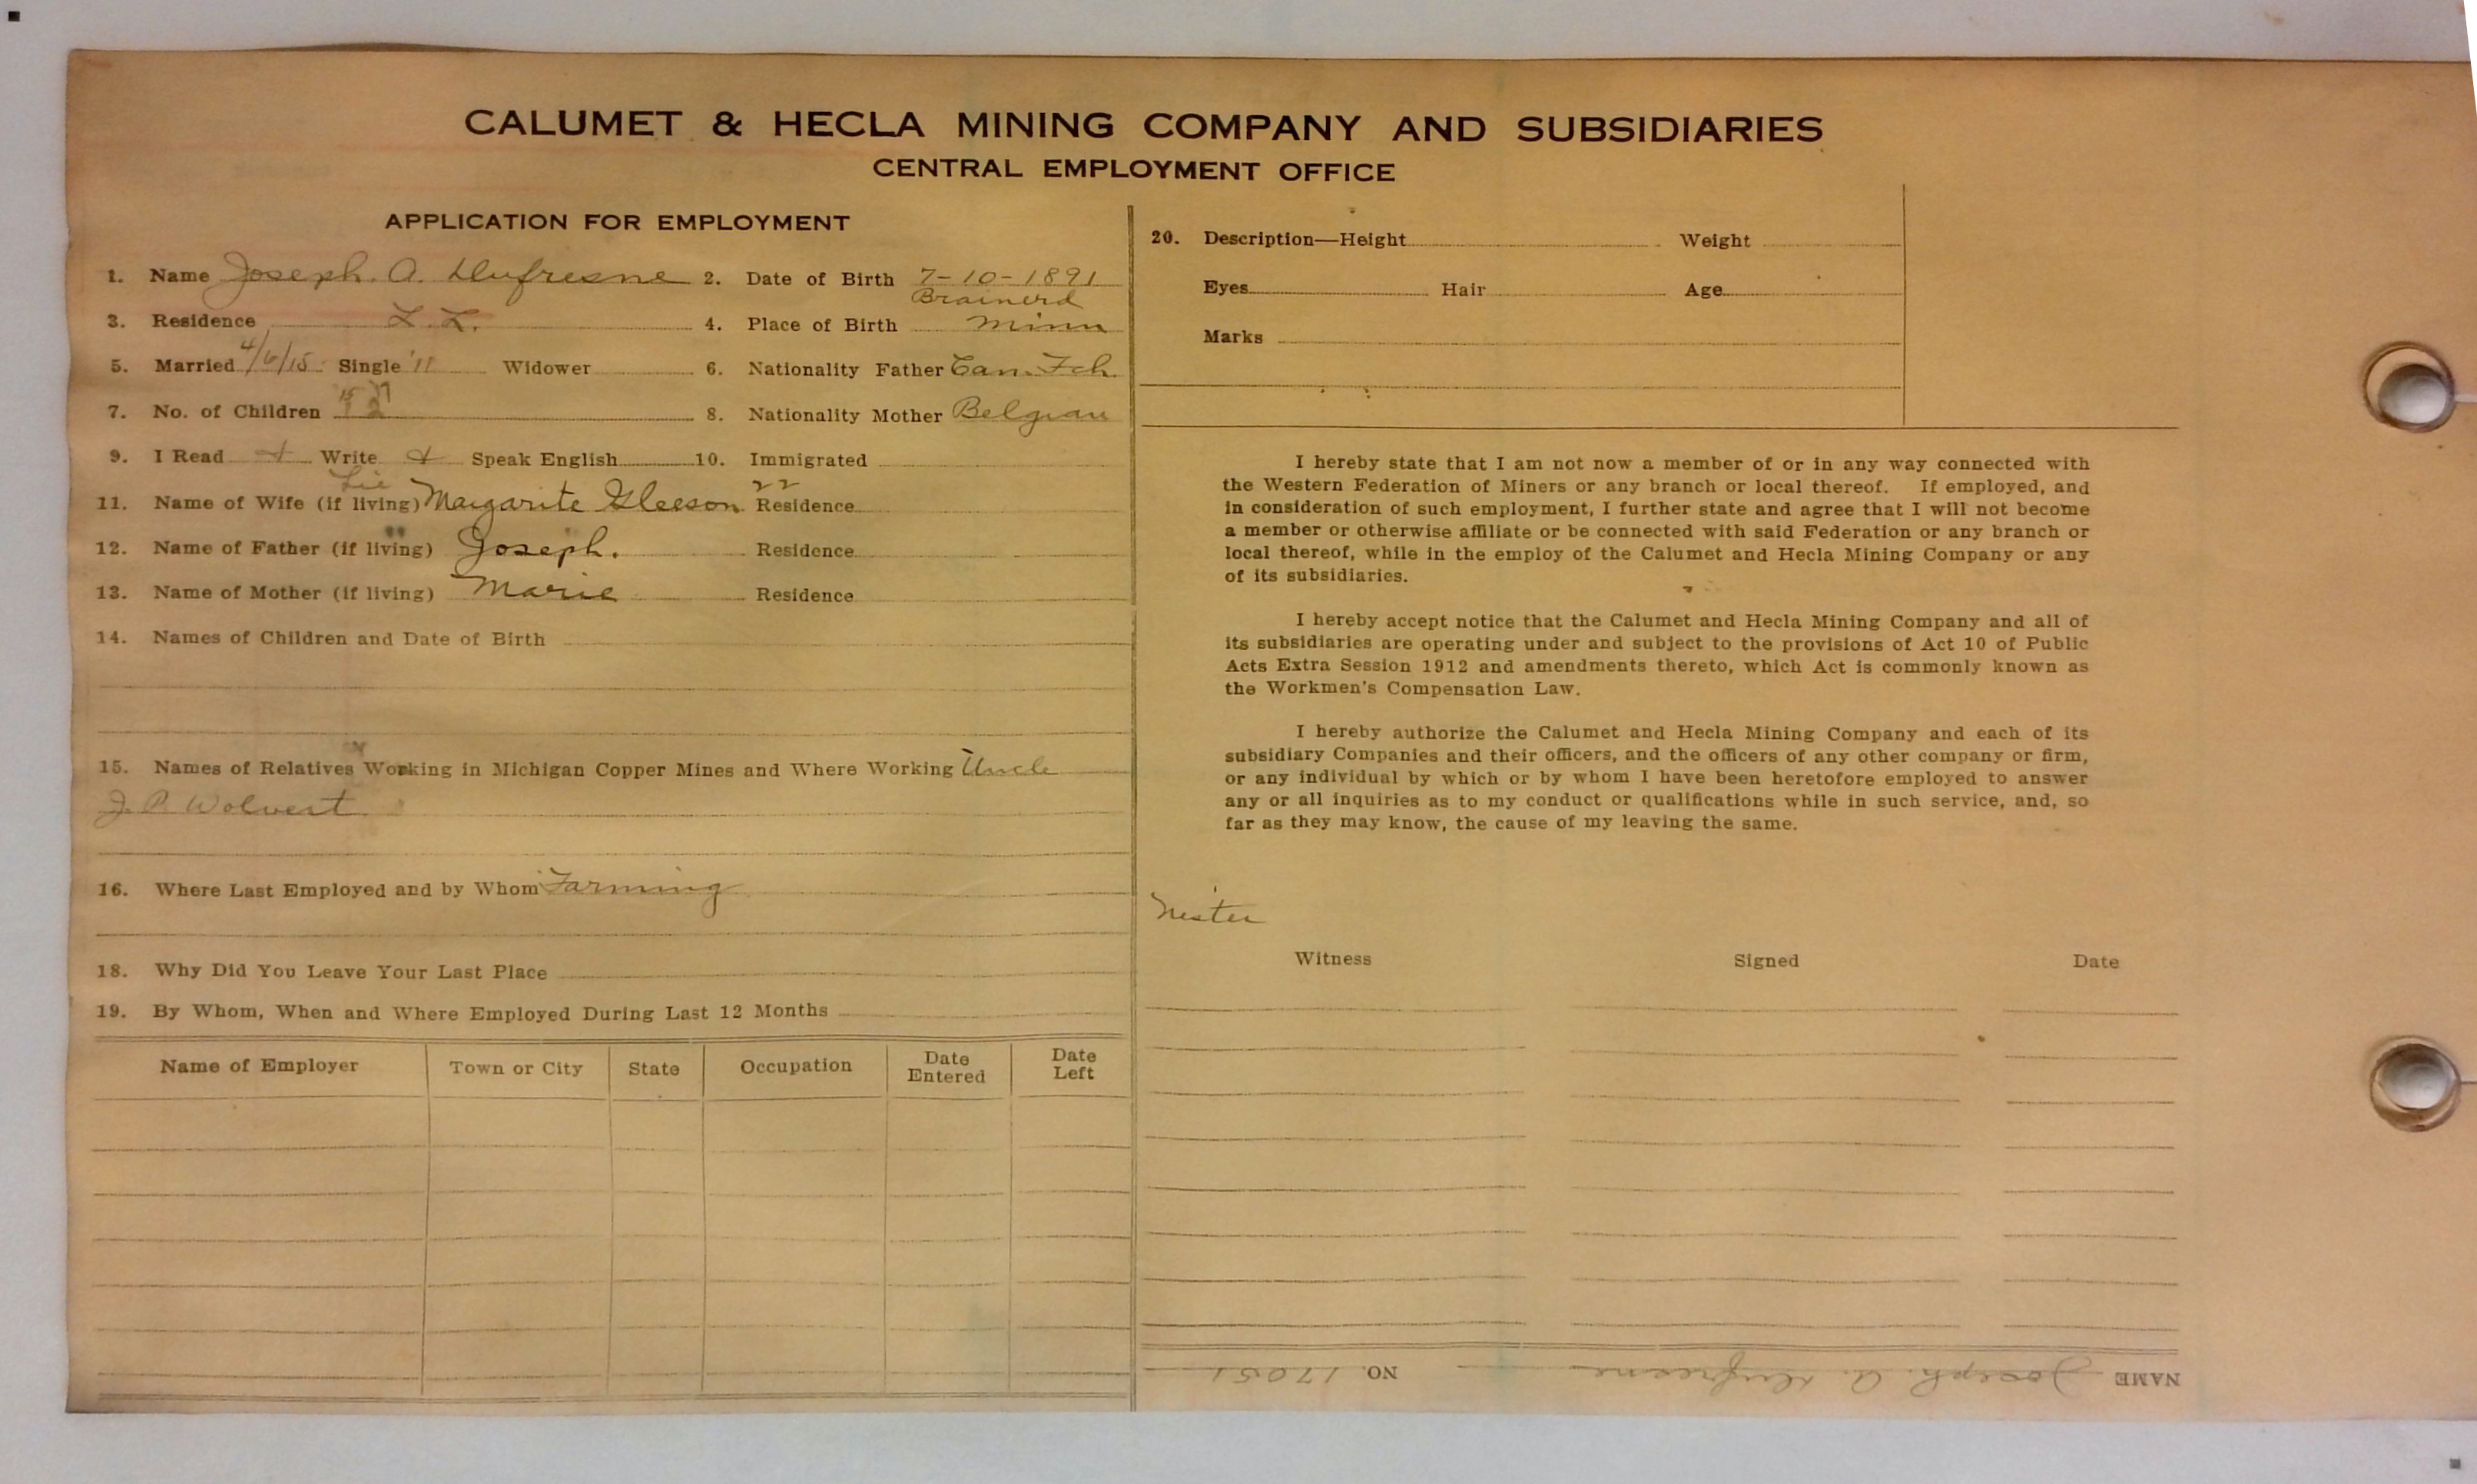 CALUMET & HECLA MINING COMPANY AND SUBSIDIARIES
CENTRAL EMPLOYMENT OFFICE
APPLICATION FOR EMPLOYMENT
1. Name Joseph. A. Dufresne 2. Date of Birth 7-10-1891
Brainerd
3. Residence L.L. 4. Place of Birth Minn
5. Married 4/6/15 Single '11 Widower 6. Nationality Father Can. Fch.
15 17
7. No. of Children 1 2 8. Nationality Mother Belgian
9. I Read + Write + Speak English 10. Immigrated
11. Name of Wife (if living) Margarite Gleeson Residence
12. Name of Father (if living) Joseph. Residence
13. Name of Mother (if living) Marie Residence
14. Names of Children and Date of Birth
15. Names of Relatives Working in Michigan Copper Mines and Where Working Uncle
J. P. Wolvert
16. Where Last Employed and by Whom Farming
18. Why Did You Leave Your Last Place
19. By Whom, When and Where Employed During Last 12 Months
Name of Employer Town or City State Occupation Date Entered Date Left
20. Description—Height Weight
Eyes Hair Age
Marks
I hereby state that I am not now a member of or in any way connected with
the Western Federation of Miners or any branch or local thereof. If employed, and
in consideration of such employment, I further state and agree that I will not become
a member or otherwise affiliate or be connected with said Federation or any branch or
local thereof, while in the employ of the Calumet and Hecla Mining Company or any
of its subsidiaries.
I hereby accept notice that the Calumet and Hecla Mining Company and all of
its subsidiaries are operating under and subject to the provisions of Act 10 of Public
Acts Extra Session 1912 and amendments thereto, which Act is commonly known as
the Workmen's Compensation Law.
I hereby authorize the Calumet and Hecla Mining Company and each of its
subsidiary Companies and their officers, and the officers of any other company or firm,
or any individual by which or by whom I have been heretofore employed to answer
any or all inquiries as to my conduct or qualifications while in such service, and, so
far as they may know, the cause of my leaving the same.
Nester
Witness Signed Date
NAME Joseph. A. Dufresne NO. 17051